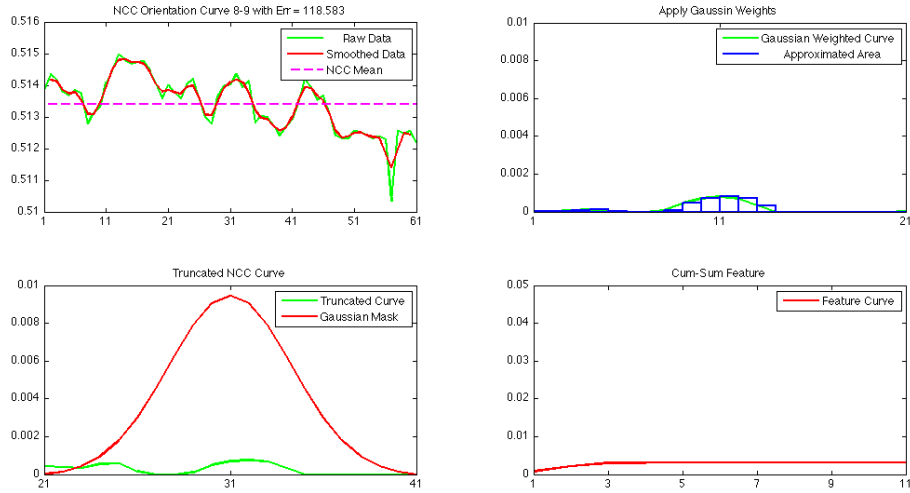 NCC Orientation Curve 8-9 with Err = 118.583
0.516
0.515
0.514
0.513
0.512
0.511
0.51
1 11 21 31 41 51 61
Raw Data
Smoothed Data
NCC Mean
Apply Gaussin Weights
0.01
0.008
0.006
0.004
0.002
0
1 11 21
Gaussian Weighted Curve
Approximated Area
Truncated NCC Curve
0.01
0.008
0.006
0.004
0.002
0
21 31 41
Truncated Curve
Gaussian Mask
Cum-Sum Feature
0.05
0.04
0.03
0.02
0.01
0
1 3 5 7 9 11
Feature Curve